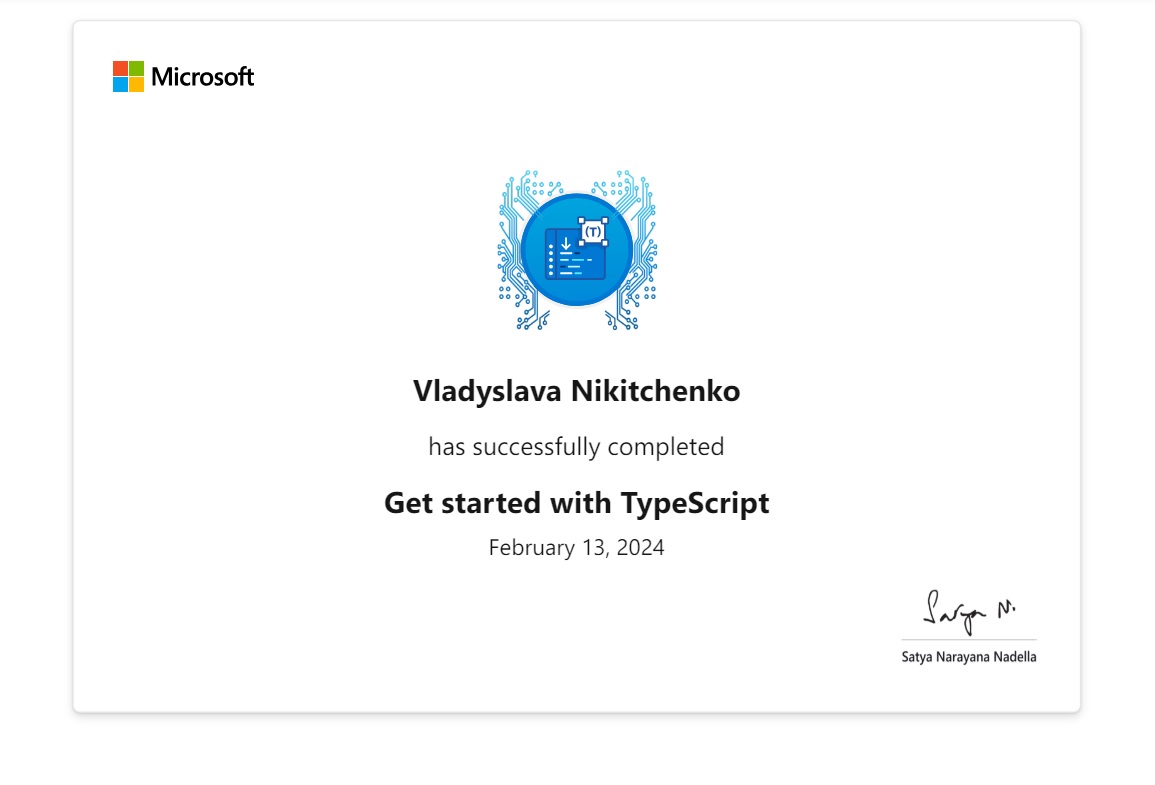 Microsoft
(T)
Vladyslava Nikitchenko
has successfully completed
Get started with TypeScript
February 13, 2024
Satya N.
Satya Narayana Nadella